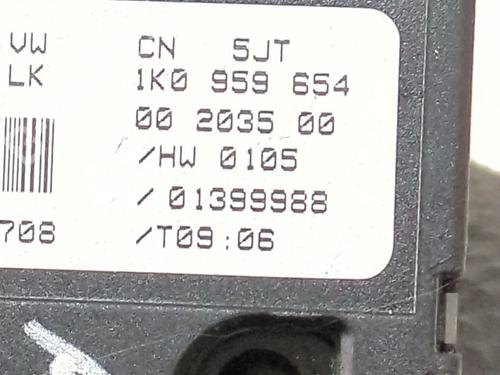 VW CN 5JT
LK 1K0 959 654
00 2035 00
/HW 0105
/ 01399988
708 /T09:06